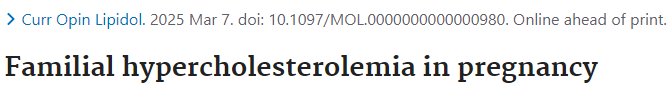 Curr Opin Lipidol. 2025 Mar 7. doi: 10.1097/MOL.0000000000000980. Online ahead of print.
Familial hypercholesterolemia in pregnancy